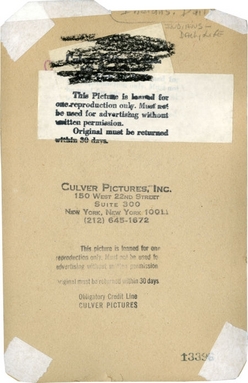 INDIANS -
Daily Life
This Picture is loaned for
one reproduction only. Must not
be used for advertising without
written permission.
Original must be returned
within 30 days.
CULVER PICTURES, INC.
150 WEST 22ND STREET
SUITE 300
NEW YORK, NEW YORK 10011
(212) 645-1672
This picture is loaned for one
reproduction only. Must not be used for
advertising without written permission
Original must be returned within 30 days
Obligatory Credit Line
CULVER PICTURES